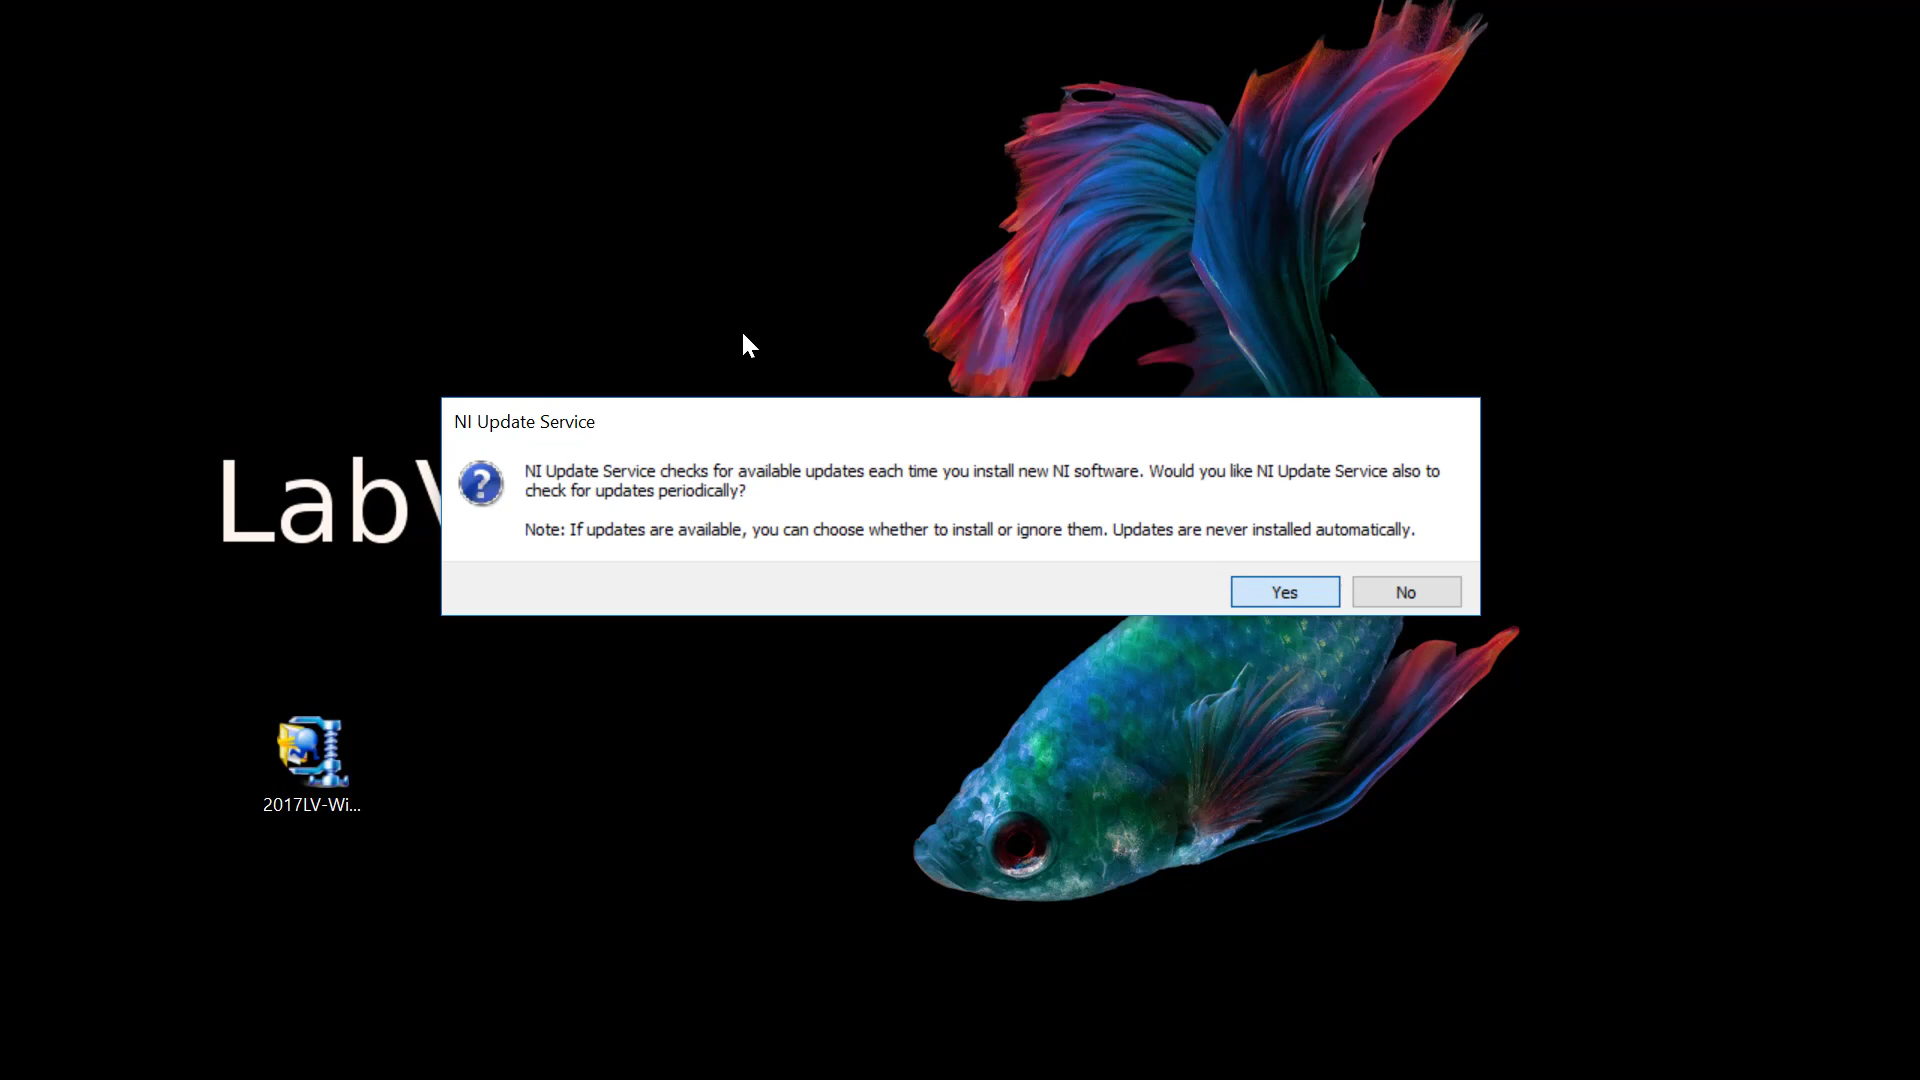 NI Update Service
NI Update Service checks for available updates each time you install new NI software. Would you like NI Update Service also to
check for updates periodically?
Note: If updates are available, you can choose whether to install or ignore them. Updates are never installed automatically.
Lab
Yes
No
2017LV-Wi...